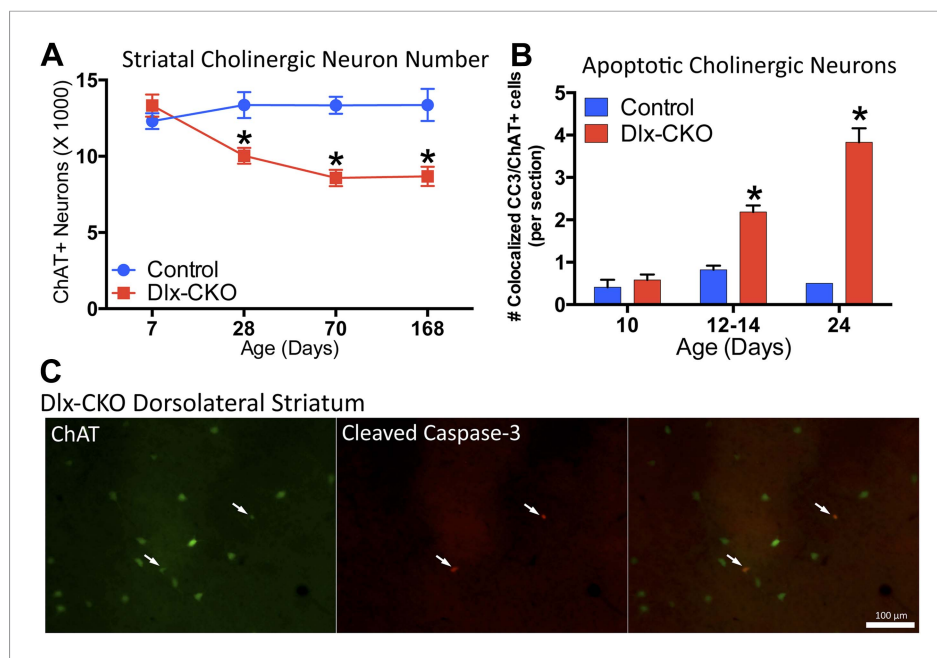 A
Striatal Cholinergic Neuron Number
ChAT+ Neurons (X 1000)
15
10
5
0
*
*
*
Control
Dlx-CKO
7
28
70
168
Age (Days)
B
Apoptotic Cholinergic Neurons
# Colocalized CC3/ChAT+ cells
(per section)
5
4
3
2
1
0
Control
Dlx-CKO
*
*
10
12-14
24
Age (Days)
C
Dlx-CKO Dorsolateral Striatum
ChAT
Cleaved Caspase-3
100 µm